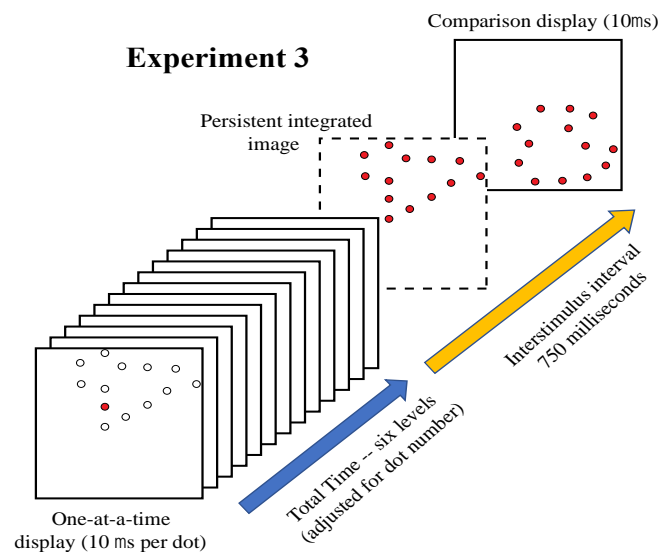 Comparison display (10ms)
Experiment 3
Persistent integrated
image
Interstimulus interval
750 milliseconds
Total Time -- six levels
(adjusted for dot number)
One-at-a-time
display (10 ms per dot)